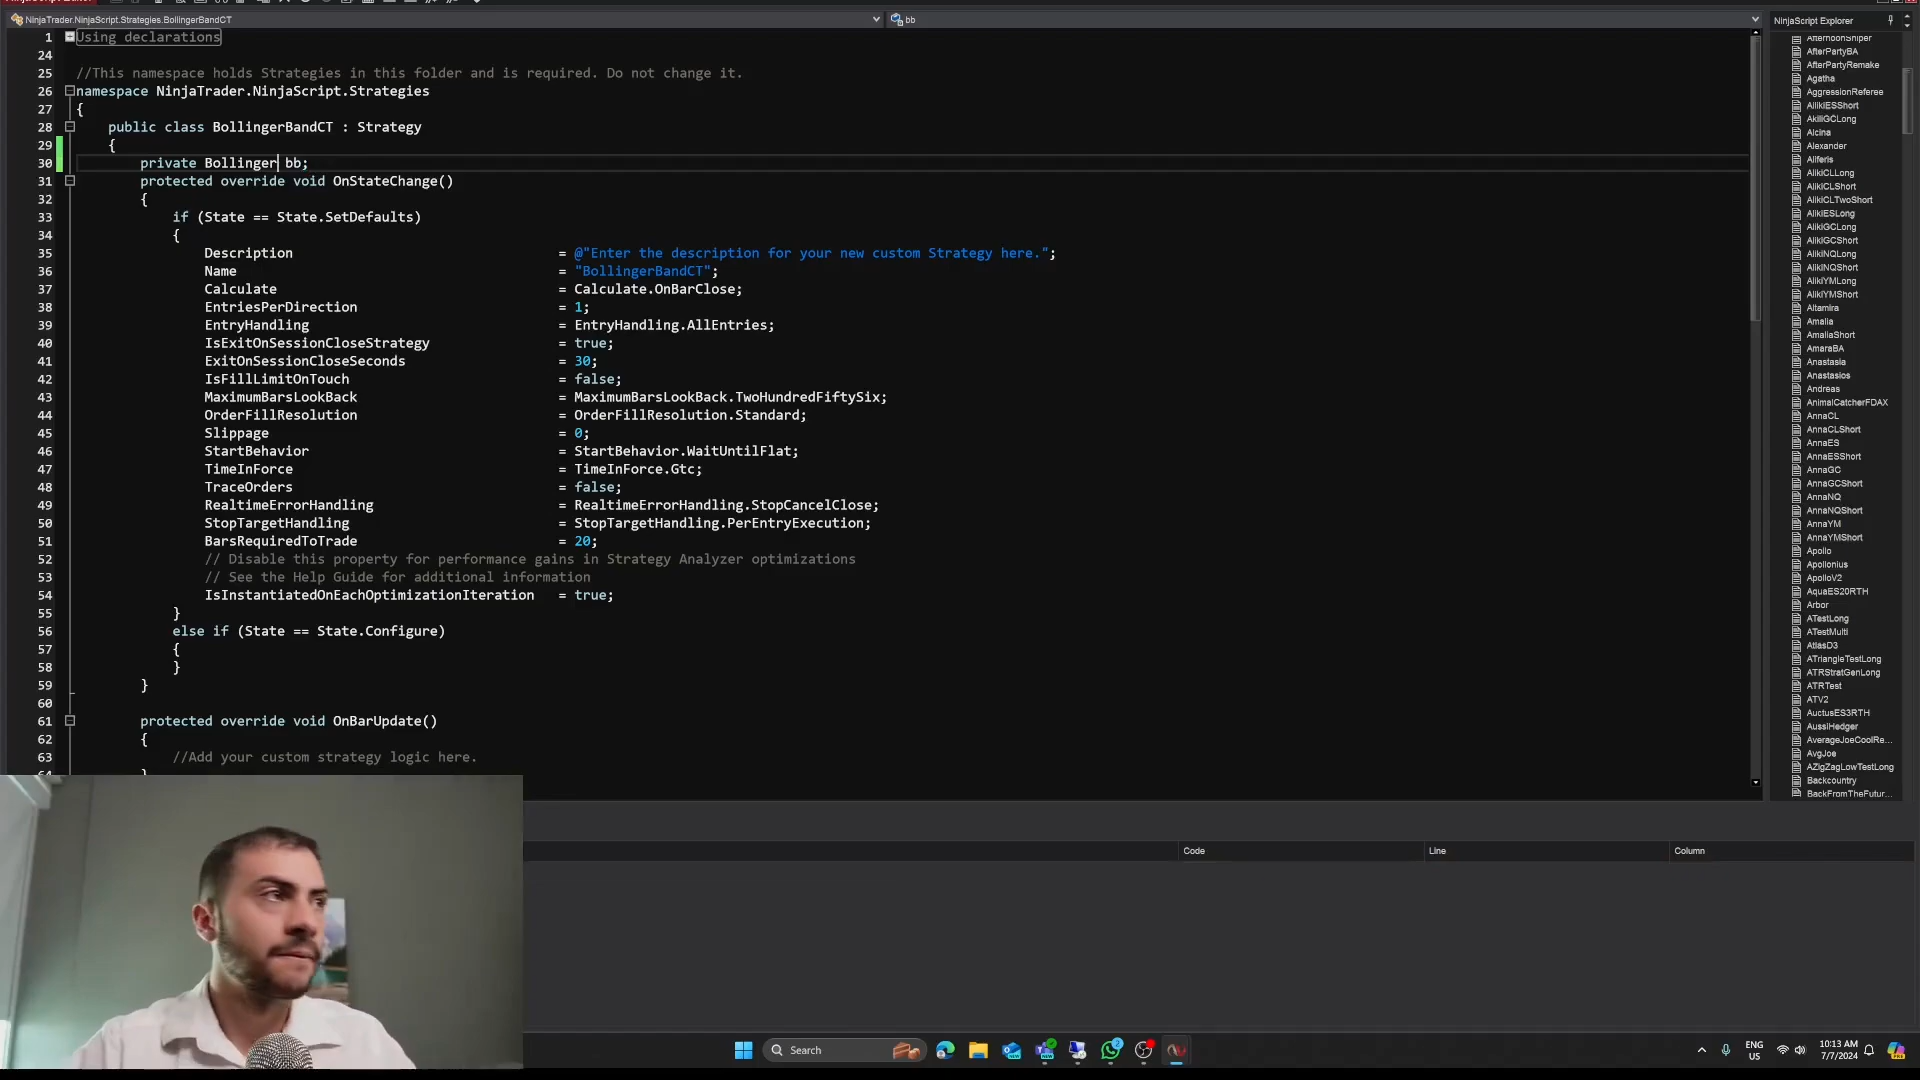 NinjaTrader.NinjaScript.Strategies.BollingerBandCT
bb
NinjaScript Explorer
1 Using declarations
24
25 //This namespace holds Strategies in this folder and is required. Do not change it.
26 namespace NinjaTrader.NinjaScript.Strategies
27 {
28 public class BollingerBandCT : Strategy
29 {
30 private Bollinger bb;
31 protected override void OnStateChange()
32 {
33 if (State == State.SetDefaults)
34 {
35 Description = @"Enter the description for your new custom Strategy here.";
36 Name = "BollingerBandCT";
37 Calculate = Calculate.OnBarClose;
38 EntriesPerDirection = 1;
39 EntryHandling = EntryHandling.AllEntries;
40 IsExitOnSessionCloseStrategy = true;
41 ExitOnSessionCloseSeconds = 30;
42 IsFillLimitOnTouch = false;
43 MaximumBarsLookBack = MaximumBarsLookBack.TwoHundredFiftySix;
44 OrderFillResolution = OrderFillResolution.Standard;
45 Slippage = 0;
46 StartBehavior = StartBehavior.WaitUntilFlat;
47 TimeInForce = TimeInForce.Gtc;
48 TraceOrders = false;
49 RealtimeErrorHandling = RealtimeErrorHandling.StopCancelClose;
50 StopTargetHandling = StopTargetHandling.PerEntryExecution;
51 BarsRequiredToTrade = 20;
52 // Disable this property for performance gains in Strategy Analyzer optimizations
53 // See the Help Guide for additional information
54 IsInstantiatedOnEachOptimizationIteration = true;
55 }
56 else if (State == State.Configure)
57 {
58 }
59 }
60
61 protected override void OnBarUpdate()
62 {
63 //Add your custom strategy logic here.
AfternoonSniper
AfterPartyBA
AfterPartyRemake
Agatha
AggressionReferee
AlikiESShort
AkiliGCLong
Alcina
Alexander
Aliferis
AlikiCLLong
AlikiCLShort
AlikiCLTwoShort
AlikiESLong
AlikiGCLong
AlikiGCShort
AlikiNQLong
AlikiNQShort
AlikiYMLong
AlikiYMShort
Altamira
Amalia
AmaliaShort
AmaraBA
Anastasia
Anastasios
Andreas
AnimalCatcherFDAX
AnnaCL
AnnaCLShort
AnnaES
AnnaESShort
AnnaGC
AnnaGCShort
AnnaNQ
AnnaNQShort
AnnaYM
AnnaYMShort
Apollo
Apollonius
ApolloV2
AquaES20RTH
Arbor
ATestLong
ATestMulti
AtlasD3
ATriangleTestLong
ATRStratGenLong
ATRTest
ATV2
AuctusES3RTH
AussiHedger
AverageJoeCoolRe...
AvgJoe
AZigZagLowTestLong
Backcountry
BackFromTheFutur...
Code
Line
Column
Search
ENG
US
10:13 AM
7/7/2024